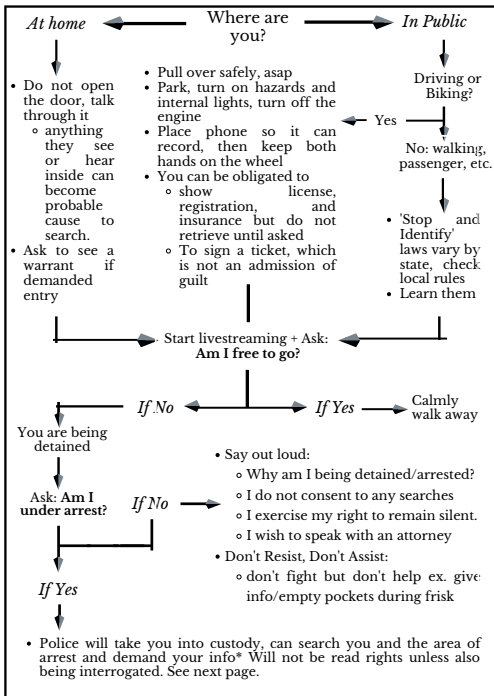 At home
Where are
you?
In Public
• Do not open
the door, talk
through it
◦ anything
they see
or hear
inside can
become
probable
cause to
search.
• Ask to see a
warrant if
demanded
entry
• Pull over safely, asap
• Park, turn on hazards and
internal lights, turn off the
engine
• Place phone so it can
record, then keep both
hands on the wheel
• You can be obligated to
◦ show license,
registration, and
insurance but do not
retrieve until asked
◦ To sign a ticket, which
is not an admission of
guilt
Driving or
Biking?
Yes
No: walking,
passenger, etc.
• 'Stop and
Identify'
laws vary by
state, check
local rules
• Learn them
Start livestreaming + Ask:
Am I free to go?
If No
If Yes
Calmly
walk away
You are being
detained
Ask: Am I
under arrest?
If No
• Say out loud:
◦ Why am I being detained/arrested?
◦ I do not consent to any searches
◦ I exercise my right to remain silent.
◦ I wish to speak with an attorney
• Don't Resist, Don't Assist:
◦ don't fight but don't help ex. give
info/empty pockets during frisk
If Yes
• Police will take you into custody, can search you and the area of
arrest and demand your info* Will not be read rights unless also
being interrogated. See next page.